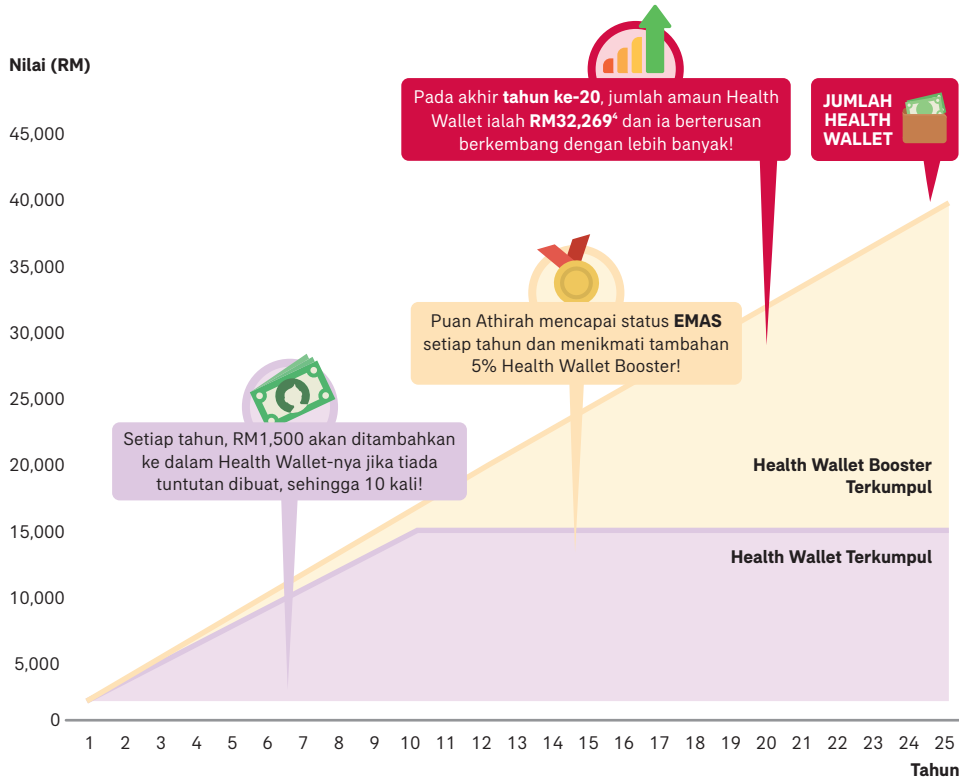 Nilai (RM)
Pada akhir tahun ke-20, jumlah amaun Health
Wallet ialah RM32,269⁴ dan ia berterusan
berkembang dengan lebih banyak!
JUMLAH
HEALTH
WALLET
45,000
40,000
35,000
30,000
25,000
20,000
15,000
10,000
5,000
0
Puan Athirah mencapai status EMAS
setiap tahun dan menikmati tambahan
5% Health Wallet Booster!
Setiap tahun, RM1,500 akan ditambahkan
ke dalam Health Wallet-nya jika tiada
tuntutan dibuat, sehingga 10 kali!
Health Wallet Booster
Terkumpul
Health Wallet Terkumpul
1 2 3 4 5 6 7 8 9 10 11 12 13 14 15 16 17 18 19 20 21 22 23 24 25
Tahun